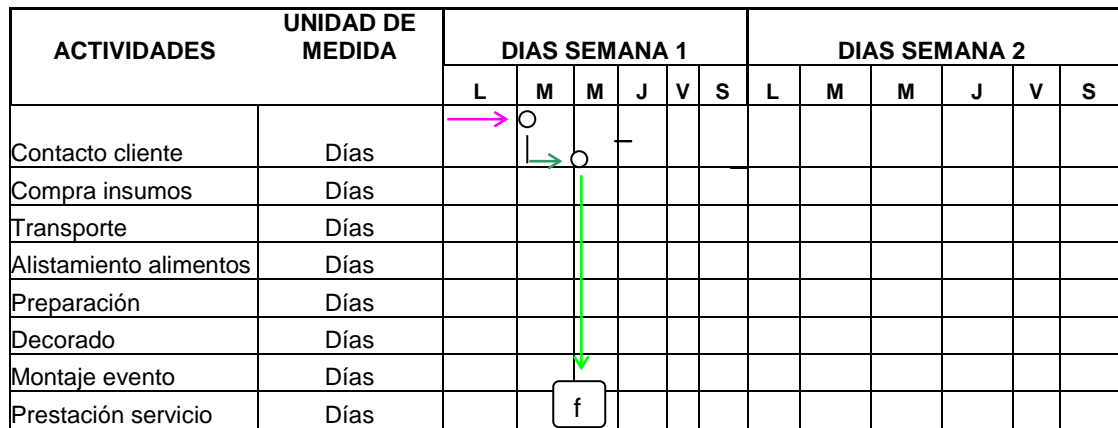 ACTIVIDADES UNIDAD DE MEDIDA DIAS SEMANA 1 DIAS SEMANA 2
L M M J V S L M M J V S
Contacto cliente Días
Compra insumos Días
Transporte Días
Alistamiento alimentos Días
Preparación Días
Decorado Días
Montaje evento Días
Prestación servicio Días f